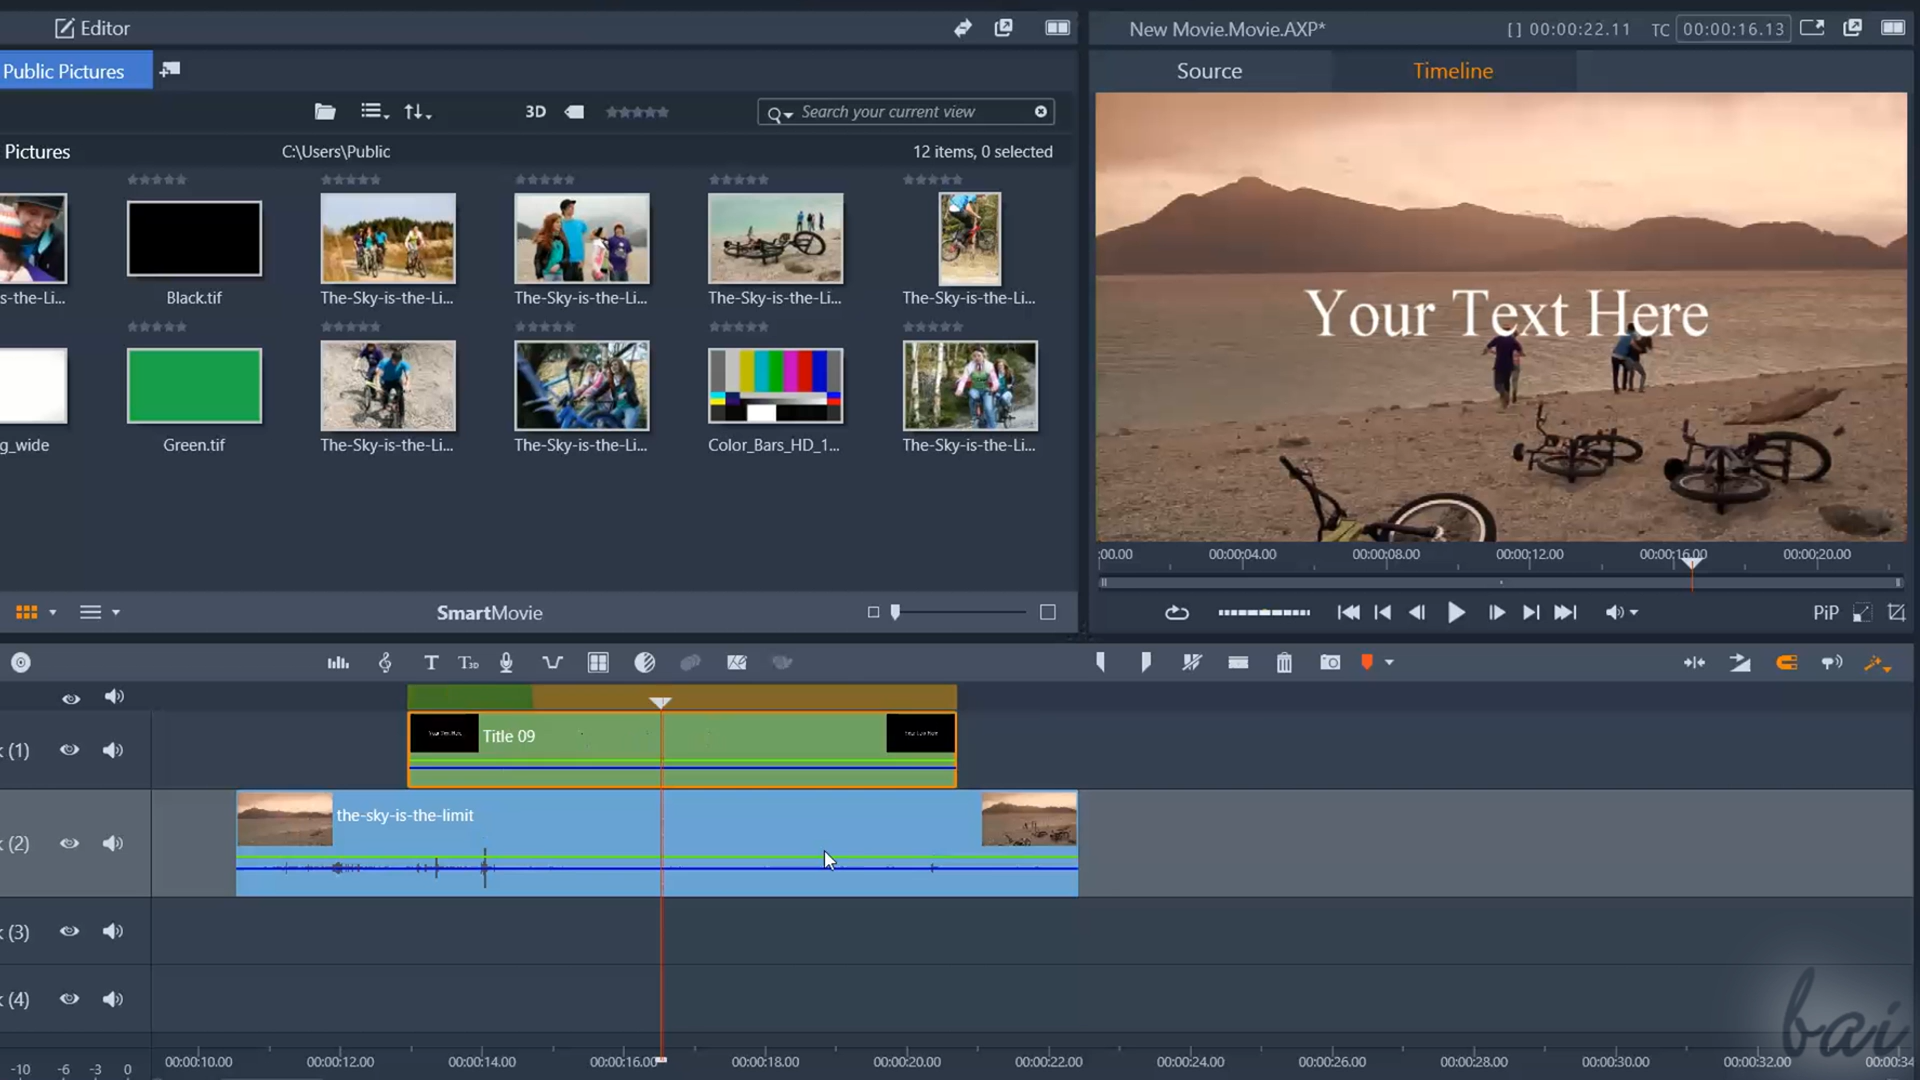 Editor
New Movie.Movie.AXP*
[] 00:00:22.11
TC 00:00:16.13
Public Pictures
Source
Timeline
3D
Search your current view
Pictures
C:\Users\Public
12 items, 0 selected
s-the-Li...
Black.tif
The-Sky-is-the-Li...
The-Sky-is-the-Li...
The-Sky-is-the-Li...
The-Sky-is-the-Li...
Your Text Here
g_wide
Green.tif
The-Sky-is-the-Li...
The-Sky-is-the-Li...
Color_Bars_HD_1...
The-Sky-is-the-Li...
:00.00 00:00:04.00 00:00:08.00 00:00:12.00 00:00:16.00 00:00:20.00
SmartMovie
PiP
T T3D
(1)
Title 09
(2)
the-sky-is-the-limit
(3)
(4)
bai
00:00:10.00 00:00:12.00 00:00:14.00 00:00:16.00 00:00:18.00 00:00:20.00 00:00:22.00 00:00:24.00 00:00:26.00 00:00:28.00 00:00:30.00 00:00:32.00 00:00:34
-10 -6 -3 0